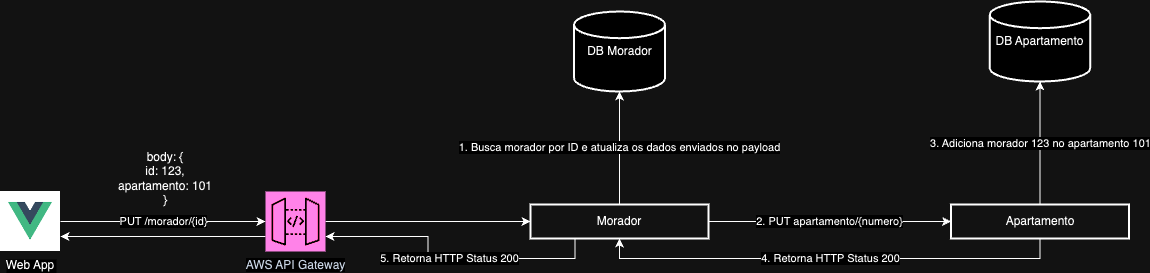 DB Morador
DB Apartamento
1. Busca morador por ID e atualiza os dados enviados no payload
3. Adiciona morador 123 no apartamento 101
body: {
id: 123,
apartamento: 101
}
PUT /morador/{id}
</>
Morador
2. PUT apartamento/{numero}
Apartamento
Web App
AWS API Gateway
5. Retorna HTTP Status 200
4. Retorna HTTP Status 200